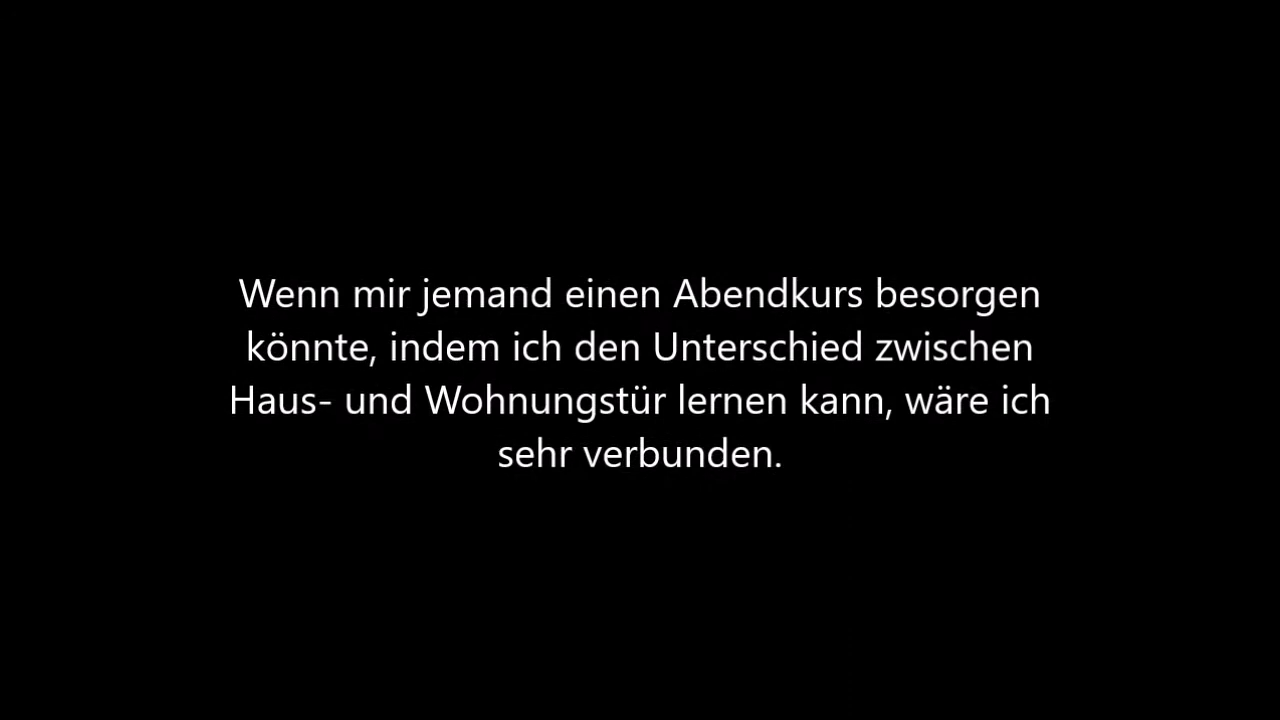 Wenn mir jemand einen Abendkurs besorgen
könnte, indem ich den Unterschied zwischen
Haus- und Wohnungstür lernen kann, wäre ich
sehr verbunden.